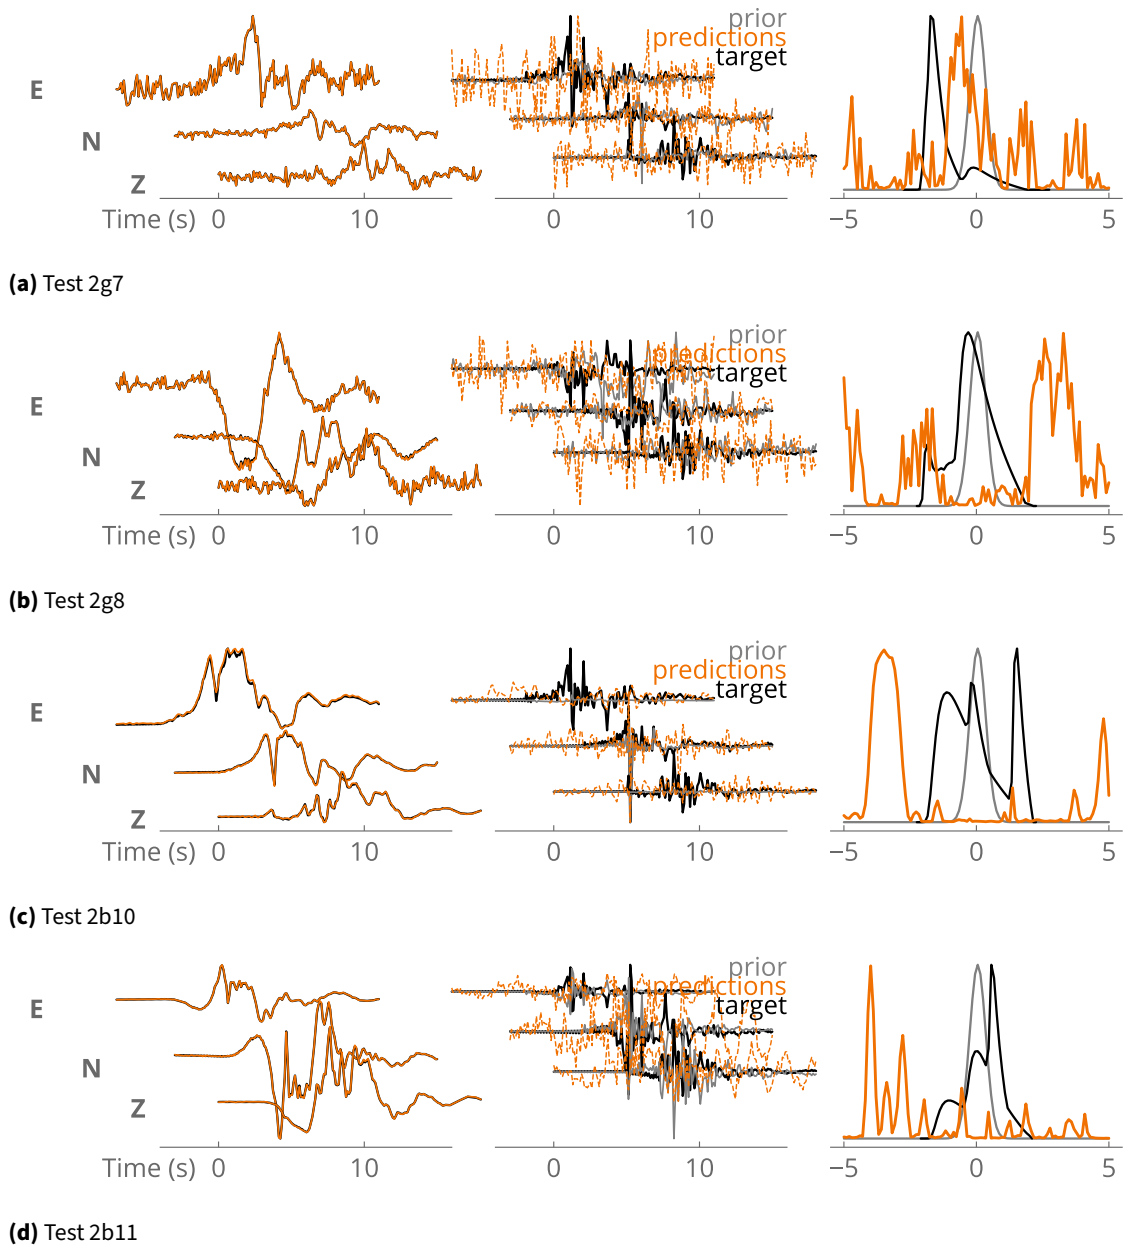 prior
predictions
target
E
N
Z
Time (s) 0 10
0 10
−5 0 5
(a) Test 2g7
prior
predictions
target
E
N
Z
Time (s) 0 10
0 10
−5 0 5
(b) Test 2g8
prior
predictions
target
E
N
Z
Time (s) 0 10
0 10
−5 0 5
(c) Test 2b10
prior
predictions
target
E
N
Z
Time (s) 0 10
0 10
−5 0 5
(d) Test 2b11